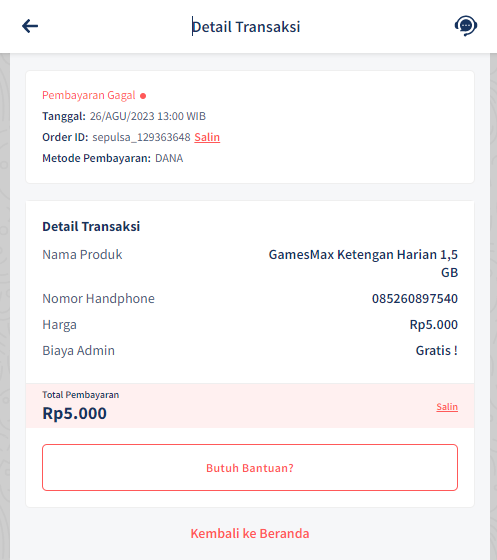 Detail Transaksi
Pembayaran Gagal
Tanggal: 26/AGU/2023 13:00 WIB
Order ID: sepulsa_129363648 Salin
Metode Pembayaran: DANA
Detail Transaksi
Nama Produk GamesMax Ketengan Harian 1,5
GB
Nomor Handphone 085260897540
Harga Rp5.000
Biaya Admin Gratis !
Total Pembayaran
Rp5.000 Salin
Butuh Bantuan?
Kembali ke Beranda